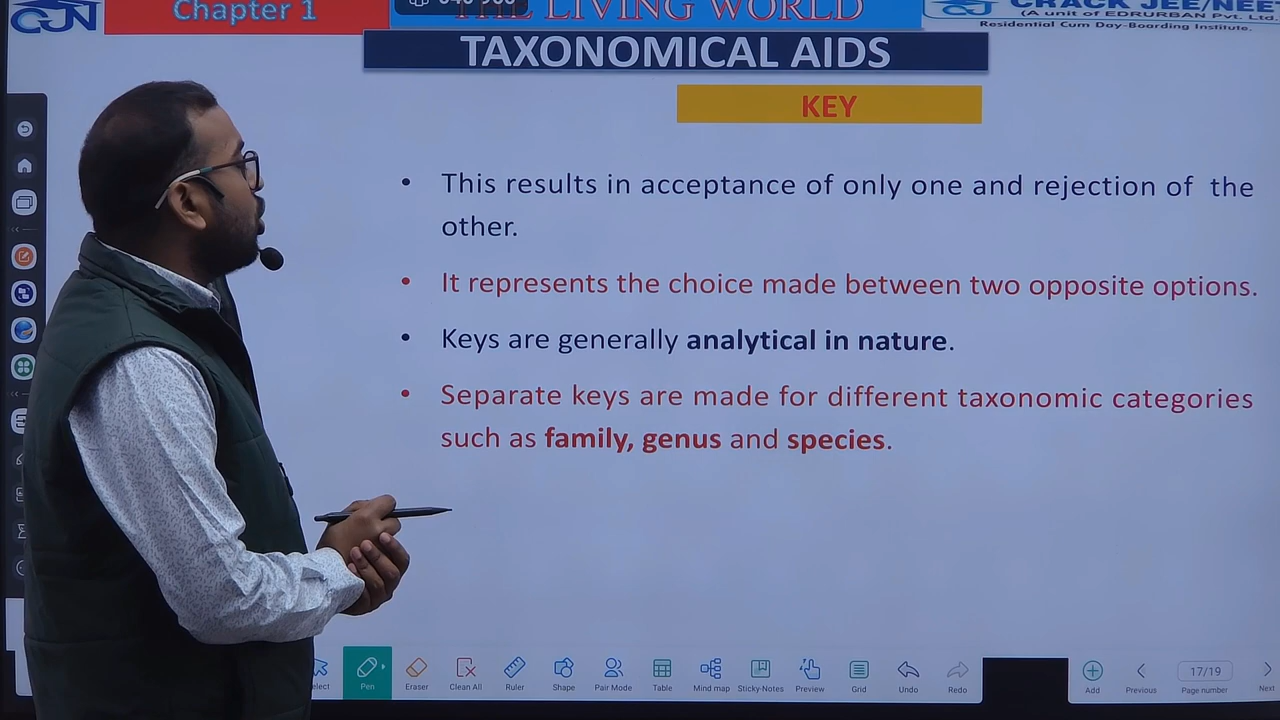 Chapter 1
THE LIVING WORLD
CRACK JEE/NEE
(A unit of EDRURBAN Pvt. Ltd.
Residential Cum Day-Boarding Institute.
TAXONOMICAL AIDS
KEY
• This results in acceptance of only one and rejection of the
other.
• It represents the choice made between two opposite options.
• Keys are generally analytical in nature.
• Separate keys are made for different taxonomic categories
such as family, genus and species.
elect Pen Eraser Clean All Ruler Shape Pair Mode Table Mind map Sticky-Notes Preview Grid Undo Redo Add Previous 17/19 Page number Next